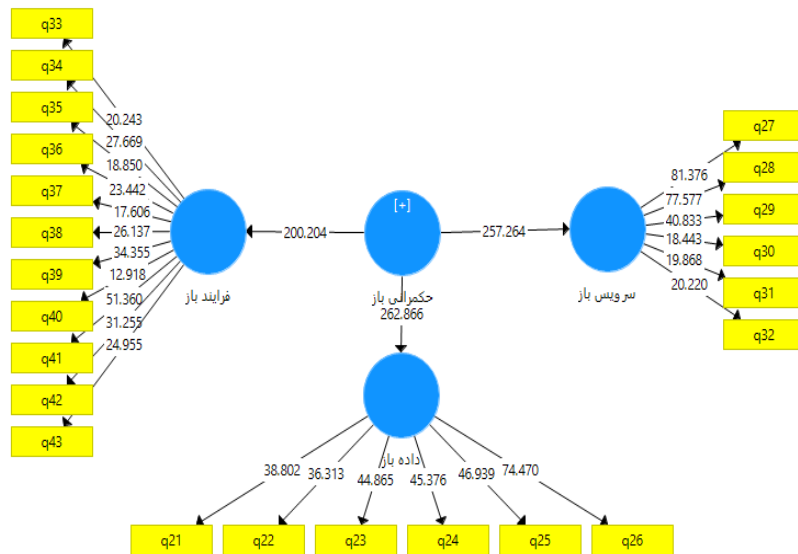 q33
q34
q35
q36
q37
q38
q39
q40
q41
q42
q43
20.243
27.669
18.850
23.442
17.606
26.137
34.355
12.918
51.360
31.255
24.955
فرایند باز
200.204
[+]
حکمرانی باز
262.866
257.264
سرویس باز
81.376
77.577
40.833
18.443
19.868
20.220
q27
q28
q29
q30
q31
q32
داده باز
38.802
36.313
44.865
45.376
46.939
74.470
q21
q22
q23
q24
q25
q26